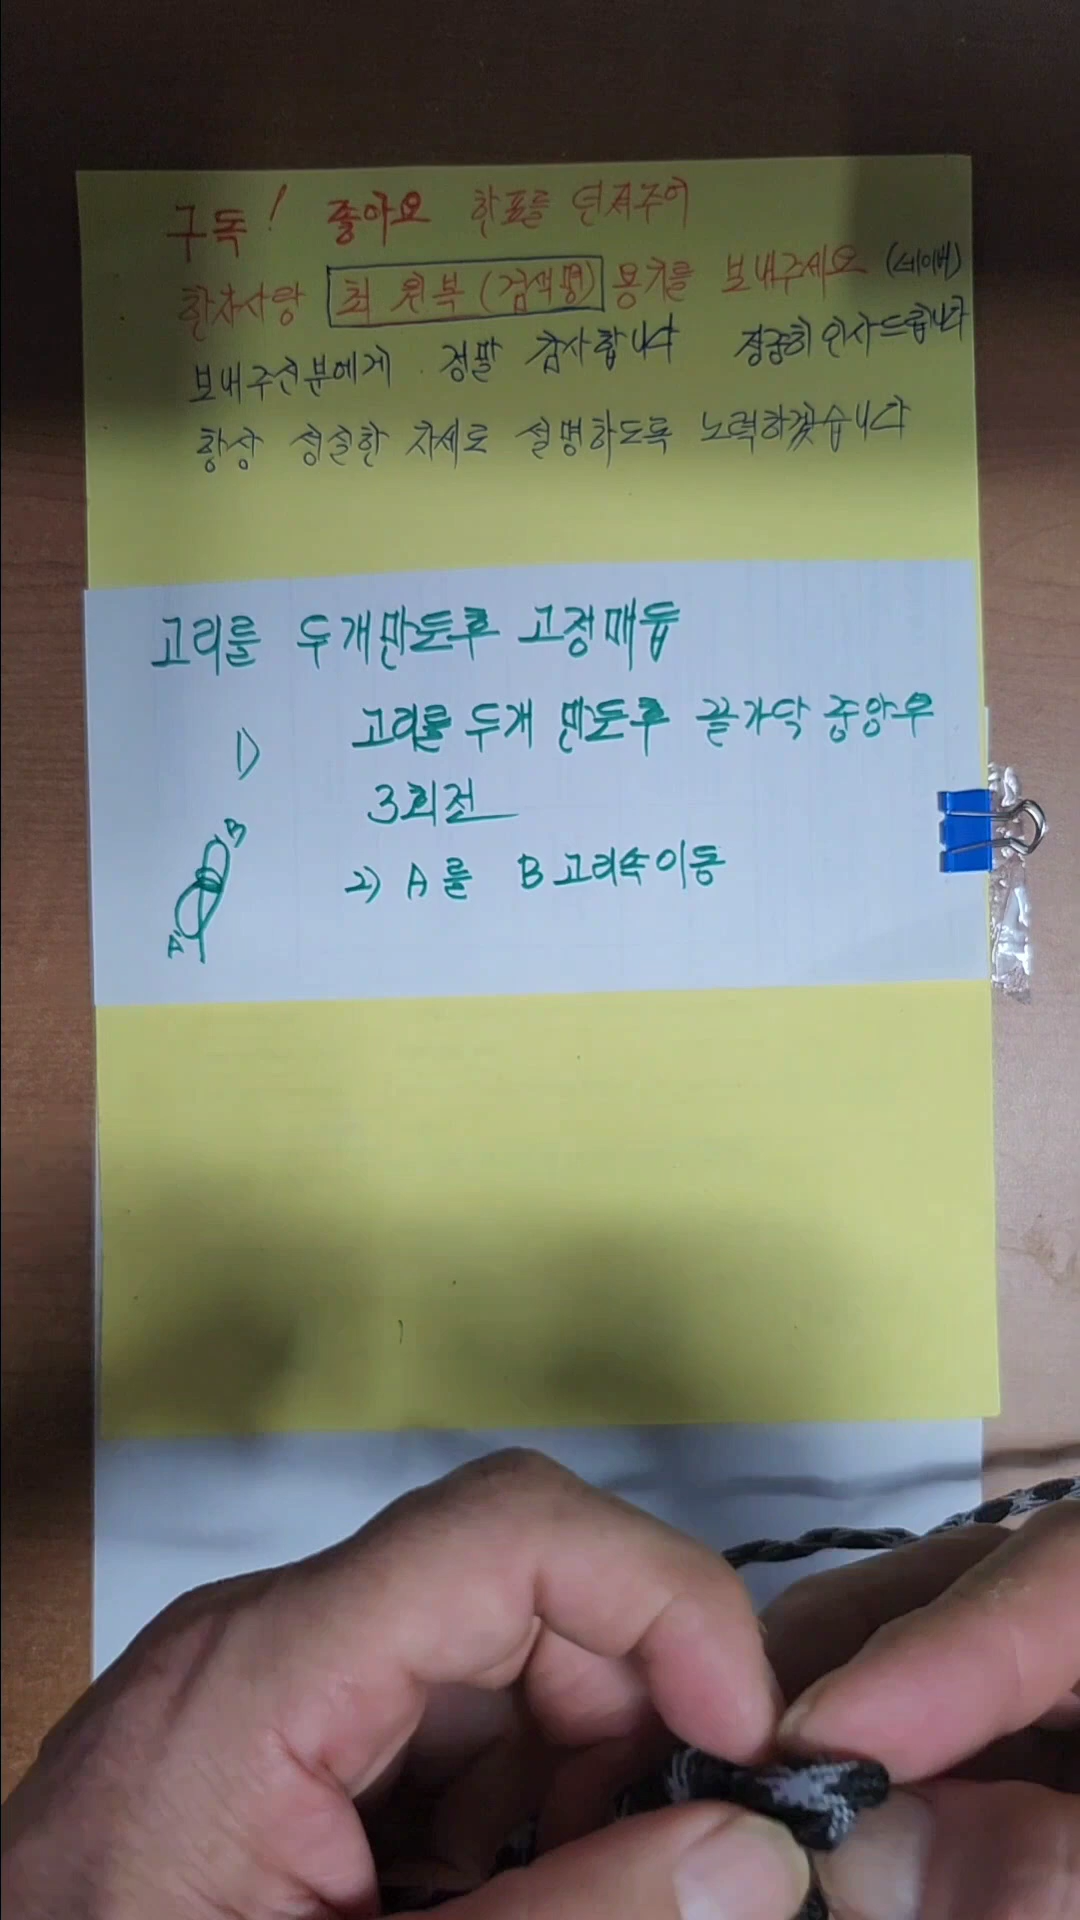 구독! 좋아요 한표를 던져주어
한자사랑 최원복 (검색명) 용기를 보내주세요 (네이버)
보내주신분에게 정말 감사합니다 정중히 인사드립니다
항상 성실한 자세로 설명하도록 노력하겠습니다
고리를 두개만든후 고정매듭
1) 고리를 두개 만든후 끝가닥 중앙우
3회전
B
2) A를 B고리속이동
A